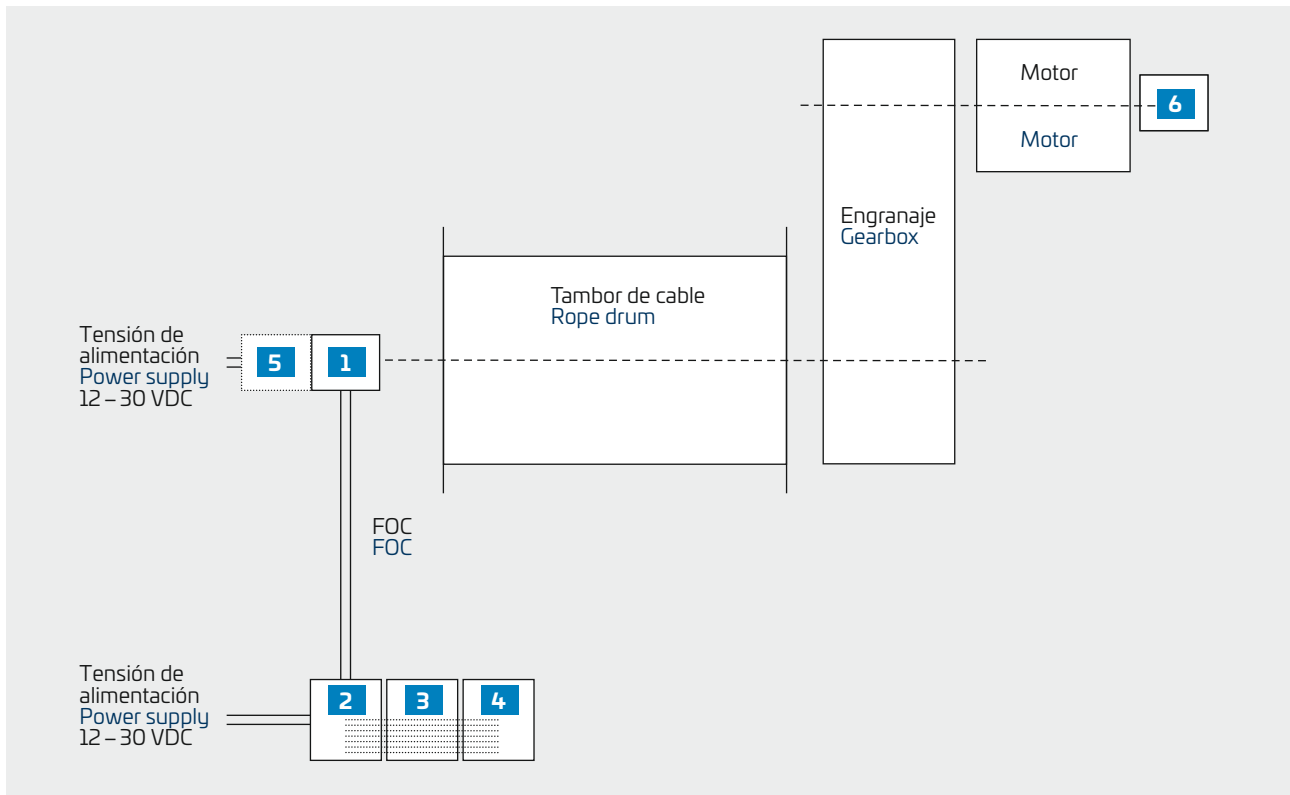 Motor
Motor
6
Engranaje
Gearbox
Tambor de cable
Rope drum
Tensión de
alimentación
Power supply
12 – 30 VDC
5
1
FOC
FOC
Tensión de
alimentación
Power supply
12 – 30 VDC
2
3
4